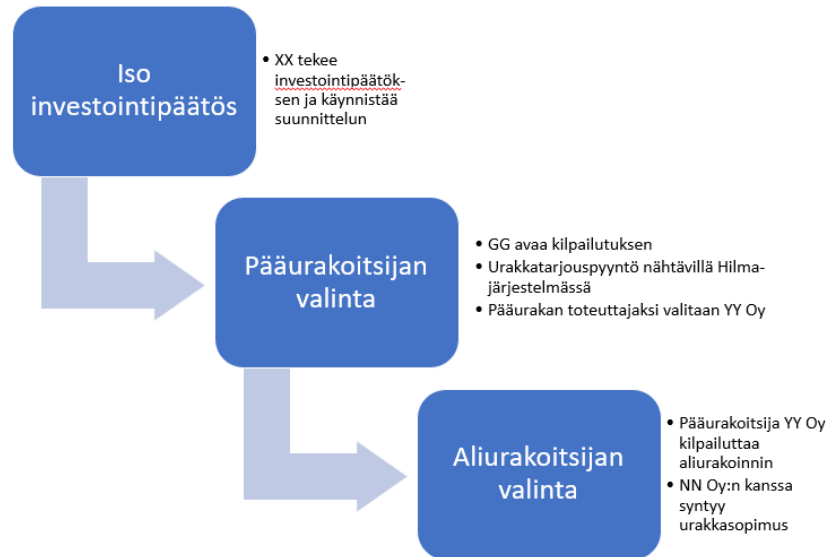 Iso
investointipäätös
• XX tekee
investointipäätök-
sen ja käynnistää
suunnittelun
Pääurakoitsijan
valinta
• GG avaa kilpailutuksen
• Urakkatarjouspyyntö nähtävillä Hilma-
järjestelmässä
• Pääurakan toteuttajaksi valitaan YY Oy
Aliurakoitsijan
valinta
• Pääurakoitsija YY Oy
kilpailuttaa
aliurakoinnin
• NN Oy:n kanssa
syntyy
urakkasopimus